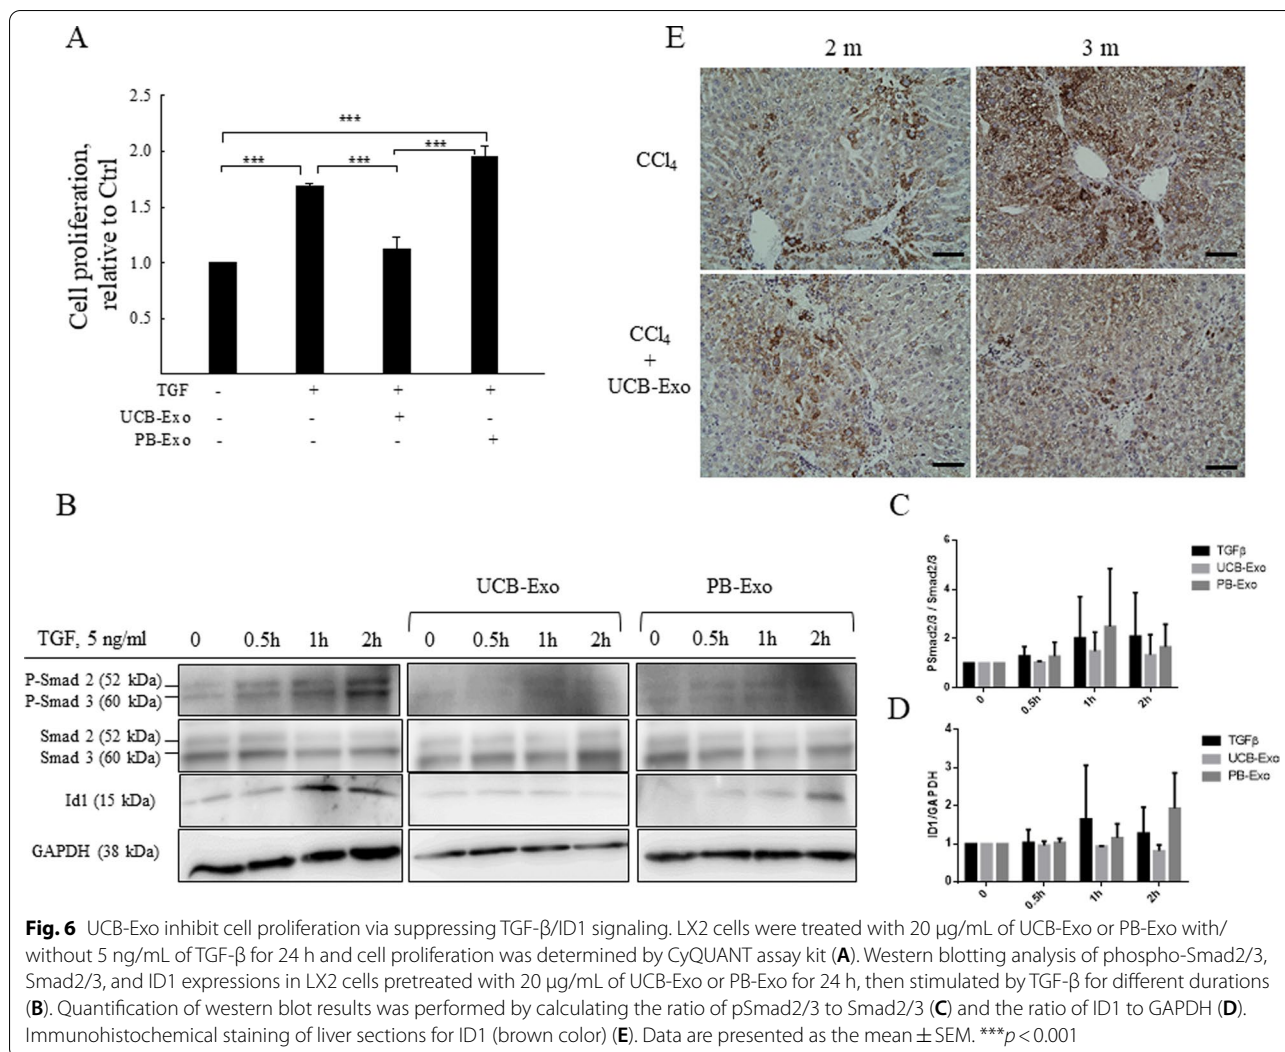 A
2.5
2.0
1.5
1.0
0.5
Cell proliferation,
relative to Ctrl
***
***
***
***
TGF - + + +
UCB-Exo - - + -
PB-Exo - - - +
E
2 m 3 m
CCl4
CCl4
+
UCB-Exo
B
UCB-Exo PB-Exo
TGF, 5 ng/ml 0 0.5h 1h 2h 0 0.5h 1h 2h 0 0.5h 1h 2h
P-Smad 2 (52 kDa)
P-Smad 3 (60 kDa)
Smad 2 (52 kDa)
Smad 3 (60 kDa)
Id1 (15 kDa)
GAPDH (38 kDa)
C
PSmad2/3 / Smad2/3
6
4
2
0
0 0.5h 1h 2h
TGFβ
UCB-Exo
PB-Exo
D
ID1/GAPDH
4
3
2
1
0
0 0.5h 1h 2h
TGFβ
UCB-Exo
PB-Exo
Fig. 6 UCB-Exo inhibit cell proliferation via suppressing TGF-β/ID1 signaling. LX2 cells were treated with 20 µg/mL of UCB-Exo or PB-Exo with/
without 5 ng/mL of TGF-β for 24 h and cell proliferation was determined by CyQUANT assay kit (A). Western blotting analysis of phospho-Smad2/3,
Smad2/3, and ID1 expressions in LX2 cells pretreated with 20 µg/mL of UCB-Exo or PB-Exo for 24 h, then stimulated by TGF-β for different durations
(B). Quantification of western blot results was performed by calculating the ratio of pSmad2/3 to Smad2/3 (C) and the ratio of ID1 to GAPDH (D).
Immunohistochemical staining of liver sections for ID1 (brown color) (E). Data are presented as the mean ± SEM. ***p < 0.001